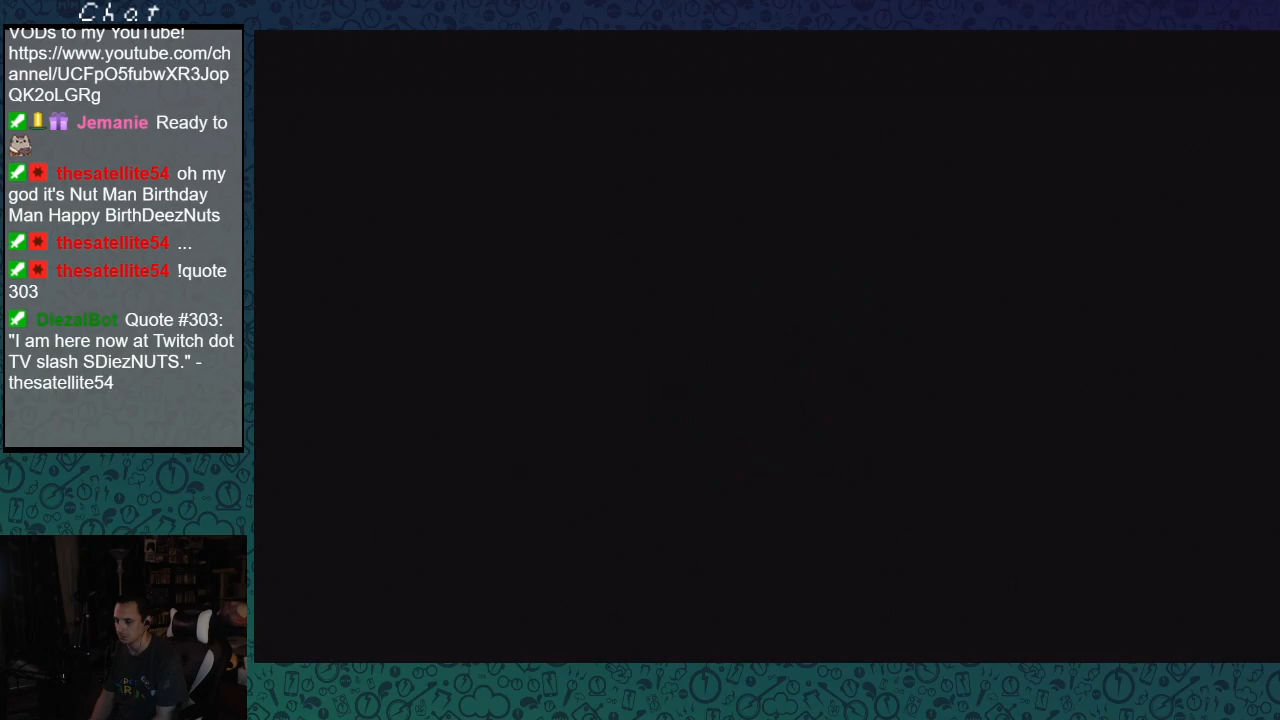 Chat
VODs to my YouTube!
https://www.youtube.com/ch
annel/UCFpO5fubwXR3Jop
QK2oLGRg
Jemanie Ready to
thesatellite54 oh my
god it's Nut Man Birthday
Man Happy BirthDeezNuts
thesatellite54 ...
thesatellite54 !quote
303
DiezalBot Quote #303:
"I am here now at Twitch dot
TV slash SDiezNUTS." -
thesatellite54